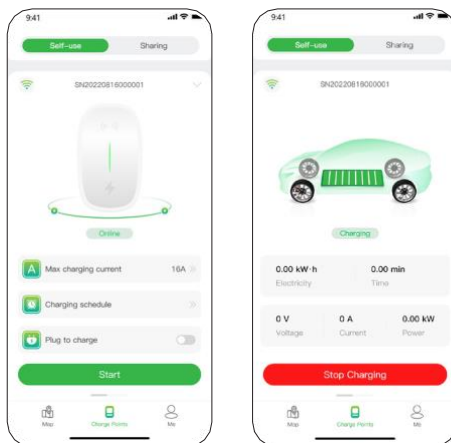 9:41
Self-use Sharing
SN20220816000001
Online
Max charging current 16A
Charging schedule
Plug to charge
Start
Map Charge Points Me
9:41
Self-use Sharing
SN20220816000001
Charging
0.00 kW·h 0.00 min
Electricity Time
0 V 0 A 0.00 kW
Voltage Current Power
Stop Charging
Map Charge Points Me